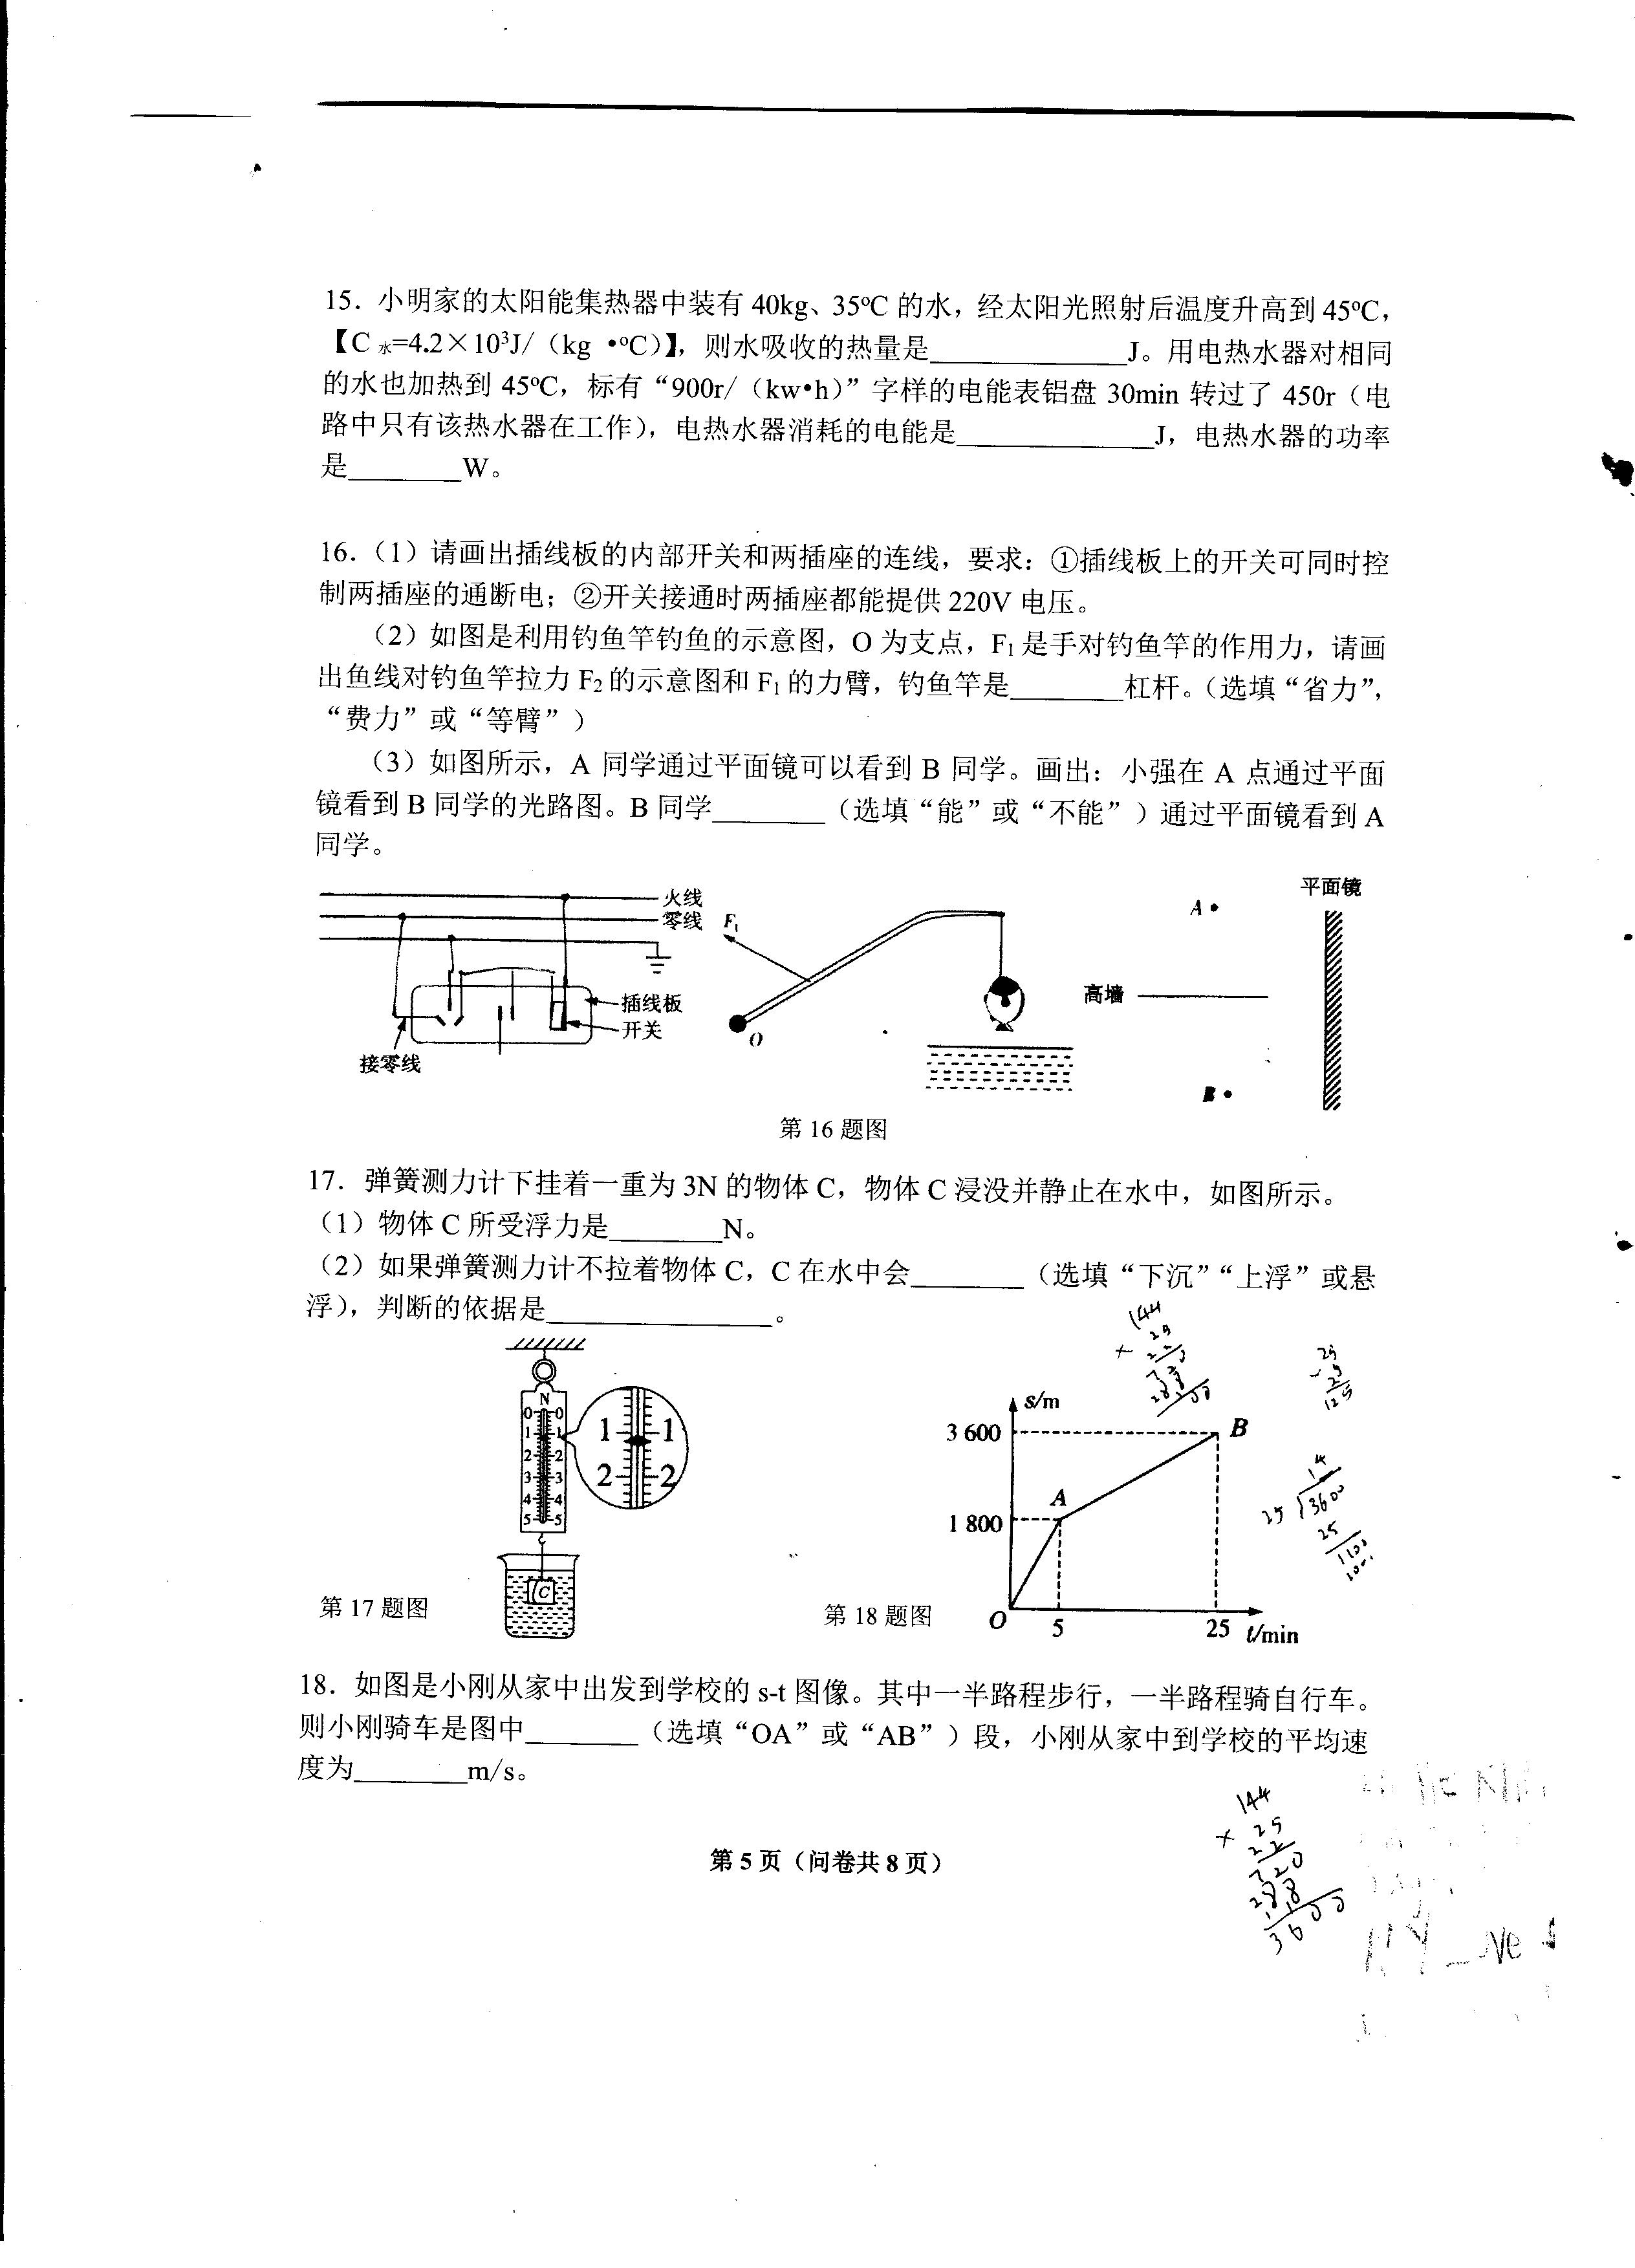 15．小明家的太阳能集热器中装有 40kg、35℃ 的水，经太阳光照射后温度升高到 45℃，
【C 水=4.2×10³J/（kg •℃)】，则水吸收的热量是____________J。用电热水器对相同
的水也加热到 45℃，标有“900r/（kw•h）”字样的电能表铝盘 30min 转过了 450r（电
路中只有该热水器在工作），电热水器消耗的电能是____________J，电热水器的功率
是________W。
16．（1）请画出插线板的内部开关和两插座的连线，要求：①插线板上的开关可同时控
制两插座的通断电；②开关接通时两插座都能提供 220V 电压。
（2）如图是利用钓鱼竿钓鱼的示意图，O 为支点，F₁ 是手对钓鱼竿的作用力，请画
出鱼线对钓鱼竿拉力 F₂ 的示意图和 F₁ 的力臂，钓鱼竿是________杠杆。（选填“省力”，
“费力”或“等臂”）
（3）如图所示，A 同学通过平面镜可以看到 B 同学。画出：小强在 A 点通过平面
镜看到 B 同学的光路图。B 同学________（选填“能”或“不能”）通过平面镜看到 A
同学。
火线
零线
插线板
开关
接零线
F₁
O
平面镜
A
高墙
B
第 16 题图
17．弹簧测力计下挂着一重为 3N 的物体 C，物体 C 浸没并静止在水中，如图所示。
（1）物体 C 所受浮力是________N。
（2）如果弹簧测力计不拉着物体 C，C 在水中会________（选填“下沉”“上浮”或悬
浮），判断的依据是________________。
N
0 0
1 1
2 2
3 3
4 4
5 5
1 1
2 2
C
第 17 题图
144
29
25
s/m
3 600
B
A
1 800
O
5
25
t/min
14
25 3600
25
1100
第 18 题图
18．如图是小刚从家中出发到学校的 s-t 图像。其中一半路程步行，一半路程骑自行车。
则小刚骑车是图中________（选填“OA”或“AB”）段，小刚从家中到学校的平均速
度为________m/s。
144
× 25
720
288
3600
第 5 页（问卷共 8 页）